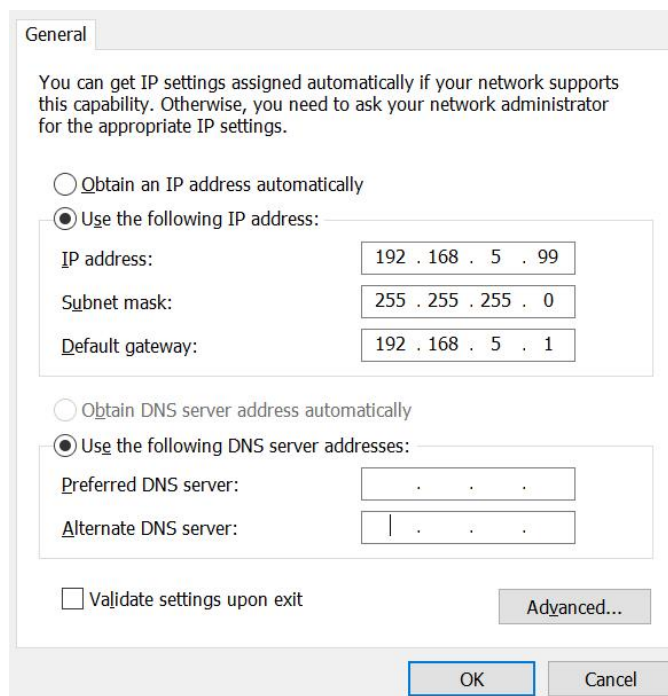 General
You can get IP settings assigned automatically if your network supports
this capability. Otherwise, you need to ask your network administrator
for the appropriate IP settings.
Obtain an IP address automatically
Use the following IP address:
IP address: 192 . 168 . 5 . 99
Subnet mask: 255 . 255 . 255 . 0
Default gateway: 192 . 168 . 5 . 1
Obtain DNS server address automatically
Use the following DNS server addresses:
Preferred DNS server: . . .
Alternate DNS server: . . .
Validate settings upon exit
Advanced...
OK Cancel